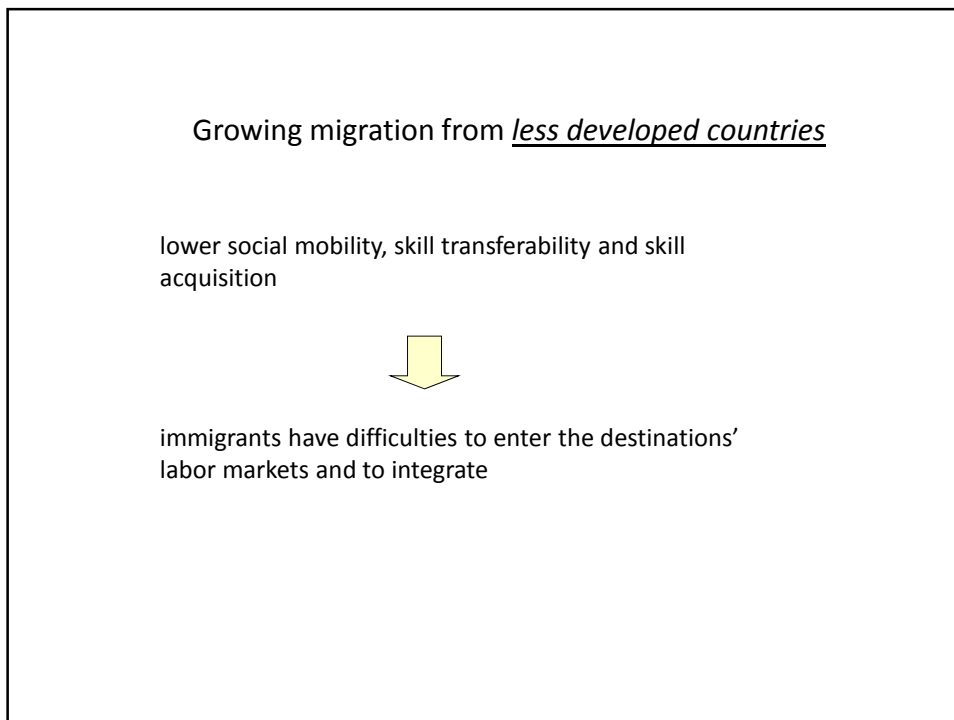 Growing migration from less developed countries
lower social mobility, skill transferability and skill
acquisition
immigrants have difficulties to enter the destinations’
labor markets and to integrate